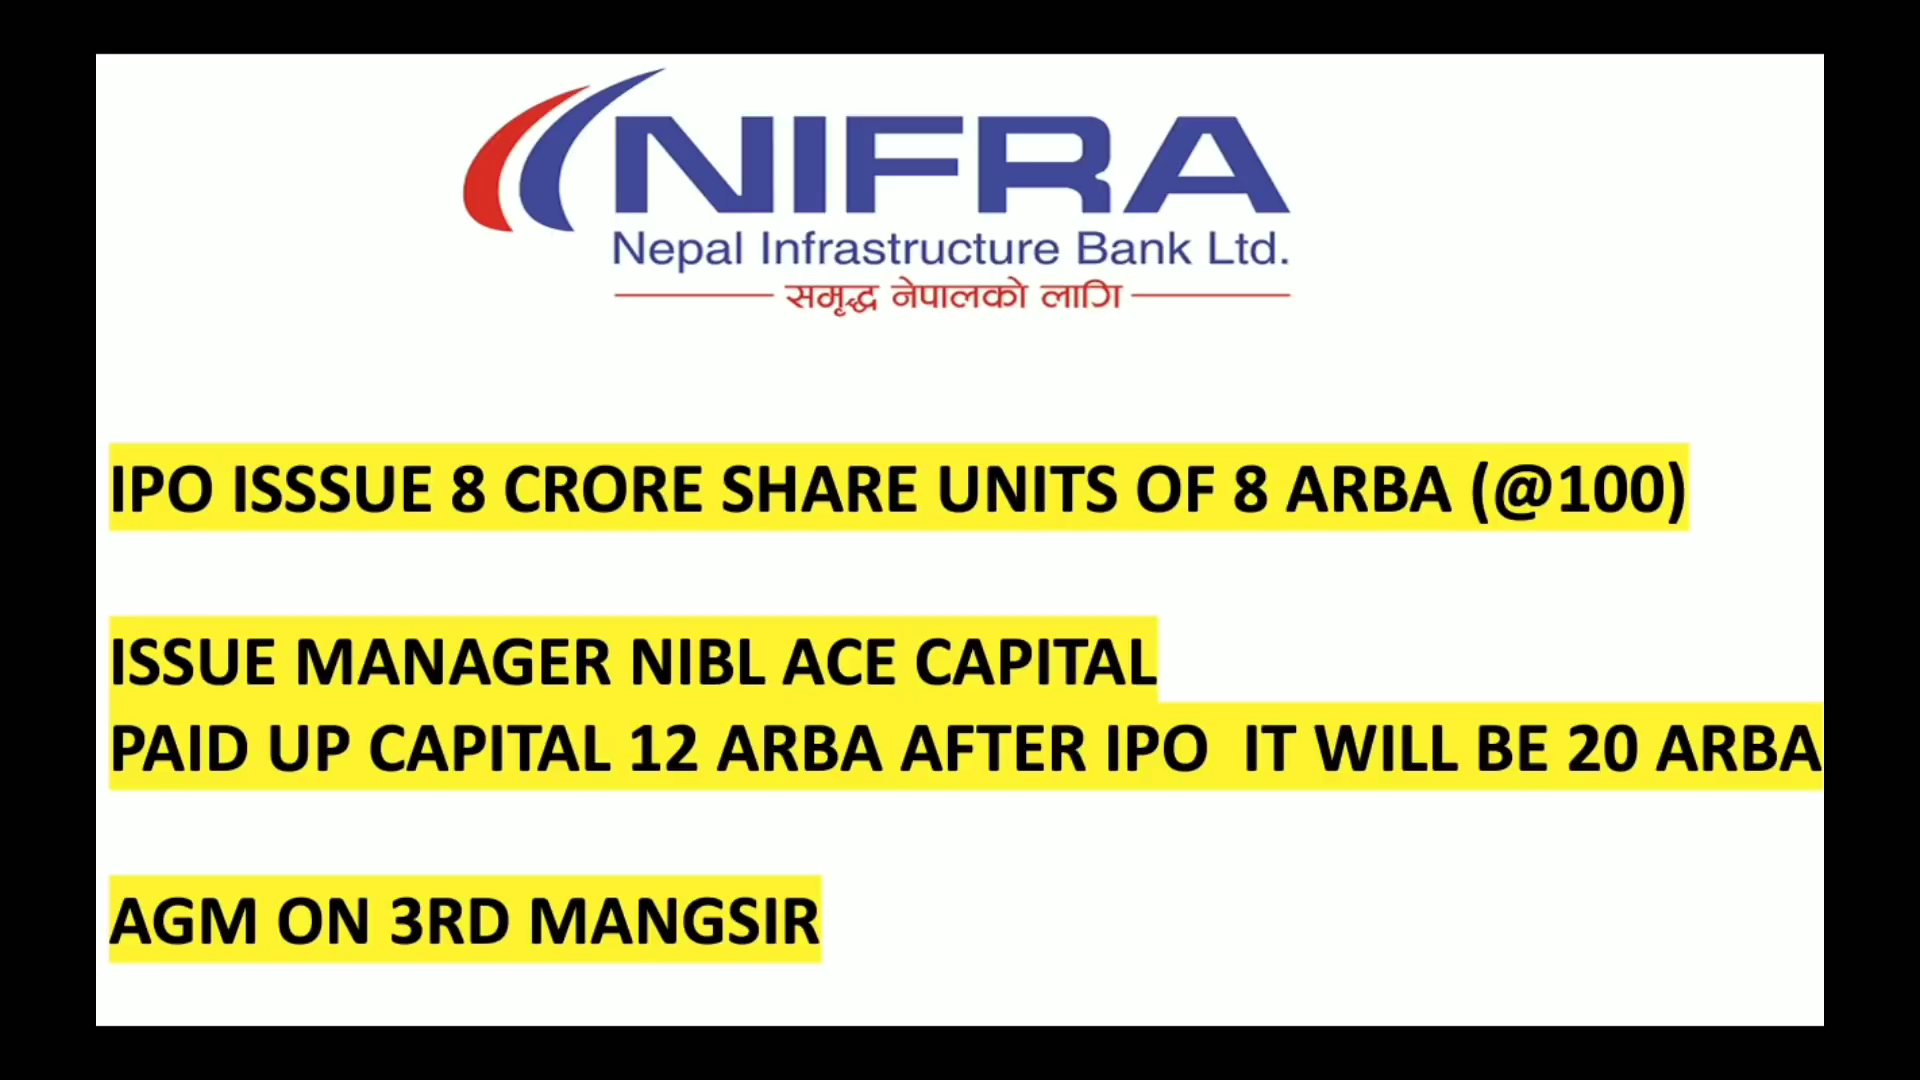 NIFRA
Nepal Infrastructure Bank Ltd.
समृद्ध नेपालको लागि
IPO ISSSUE 8 CRORE SHARE UNITS OF 8 ARBA (@100)
ISSUE MANAGER NIBL ACE CAPITAL
PAID UP CAPITAL 12 ARBA AFTER IPO  IT WILL BE 20 ARBA
AGM ON 3RD MANGSIR